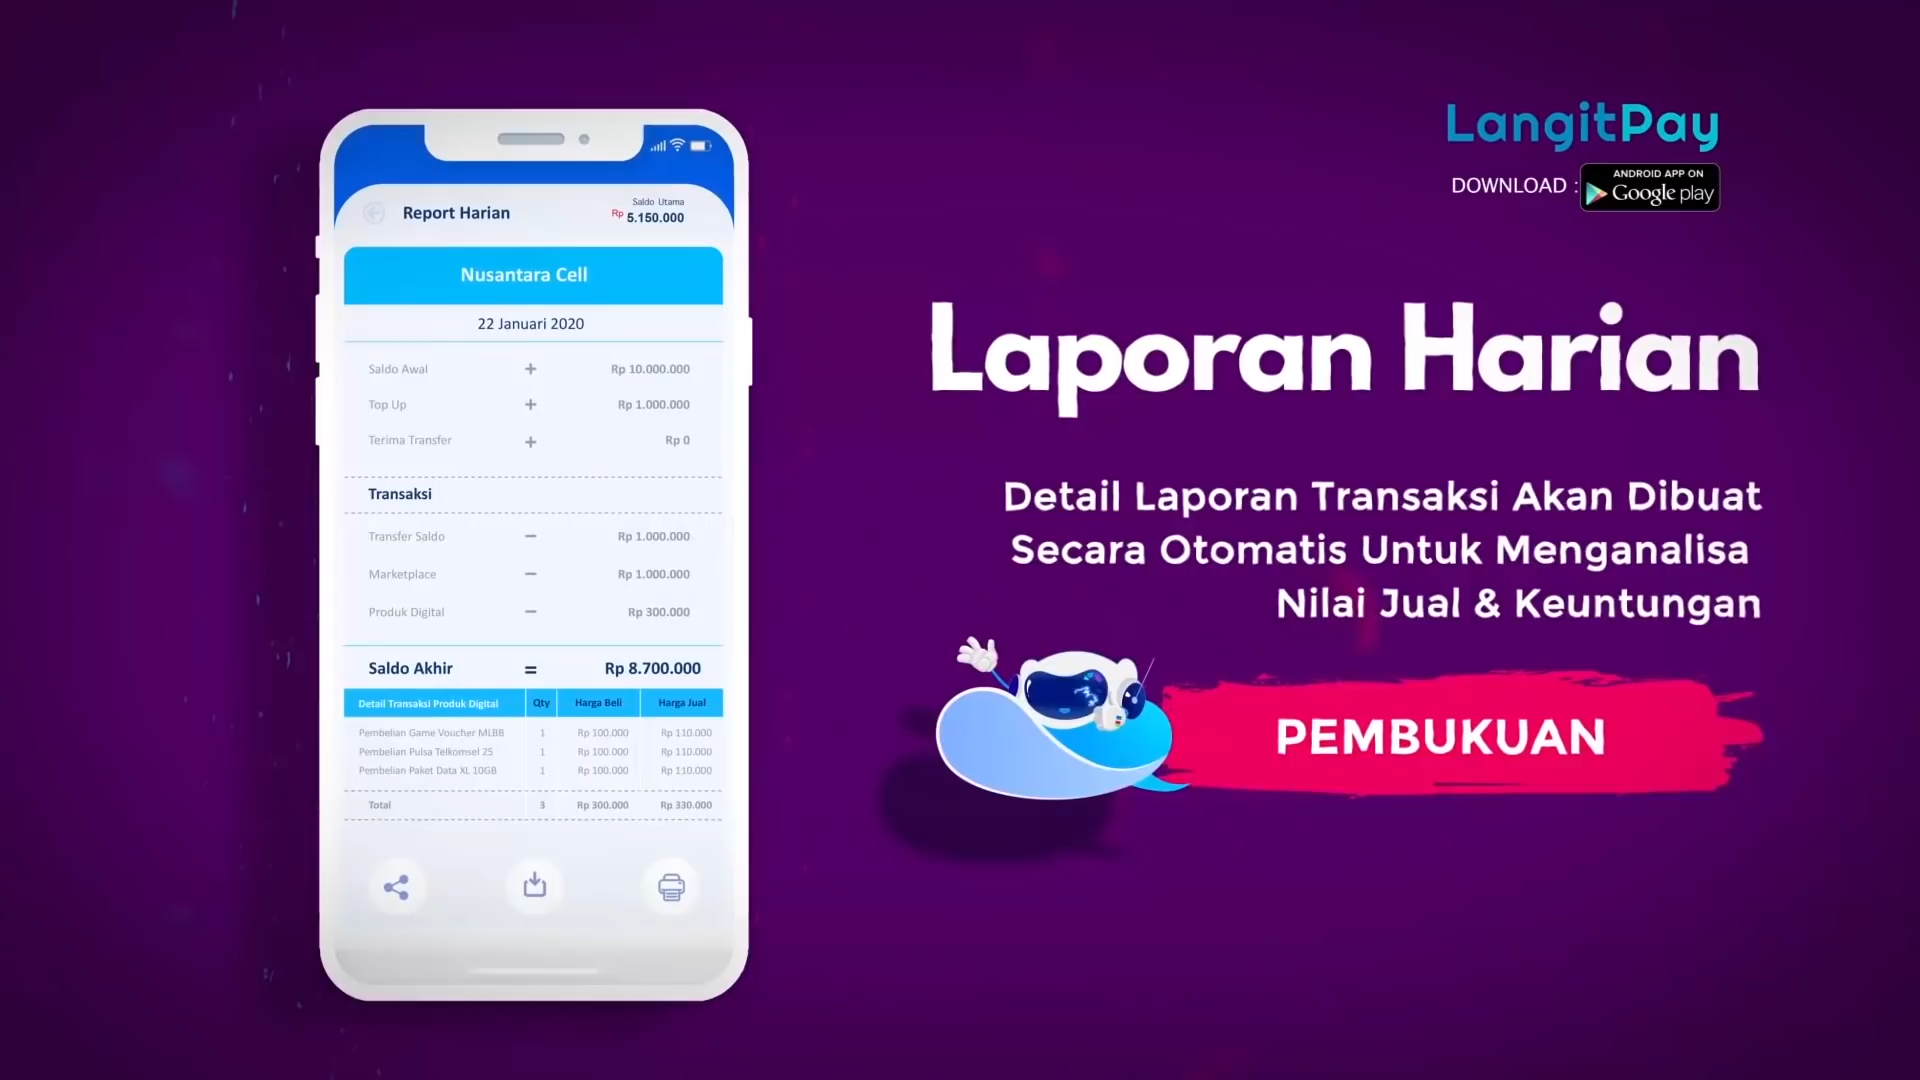 LangitPay
DOWNLOAD :
ANDROID APP ON
Google play
Report Harian
Saldo Utama
Rp 5.150.000
Nusantara Cell
22 Januari 2020
Saldo Awal + Rp 10.000.000
Top Up + Rp 1.000.000
Terima Transfer + Rp 0
Transaksi
Transfer Saldo − Rp 1.000.000
Marketplace − Rp 1.000.000
Produk Digital − Rp 300.000
Saldo Akhir = Rp 8.700.000
Detail Transaksi Produk Digital Qty Harga Beli Harga Jual
Pembelian Game Voucher MLBB 1 Rp 100.000 Rp 110.000
Pembelian Pulsa Telkomsel 25 1 Rp 100.000 Rp 110.000
Pembelian Paket Data XL 10GB 1 Rp 100.000 Rp 110.000
Total 3 Rp 300.000 Rp 330.000
Laporan Harian
Detail Laporan Transaksi Akan Dibuat
Secara Otomatis Untuk Menganalisa
Nilai Jual & Keuntungan
PEMBUKUAN